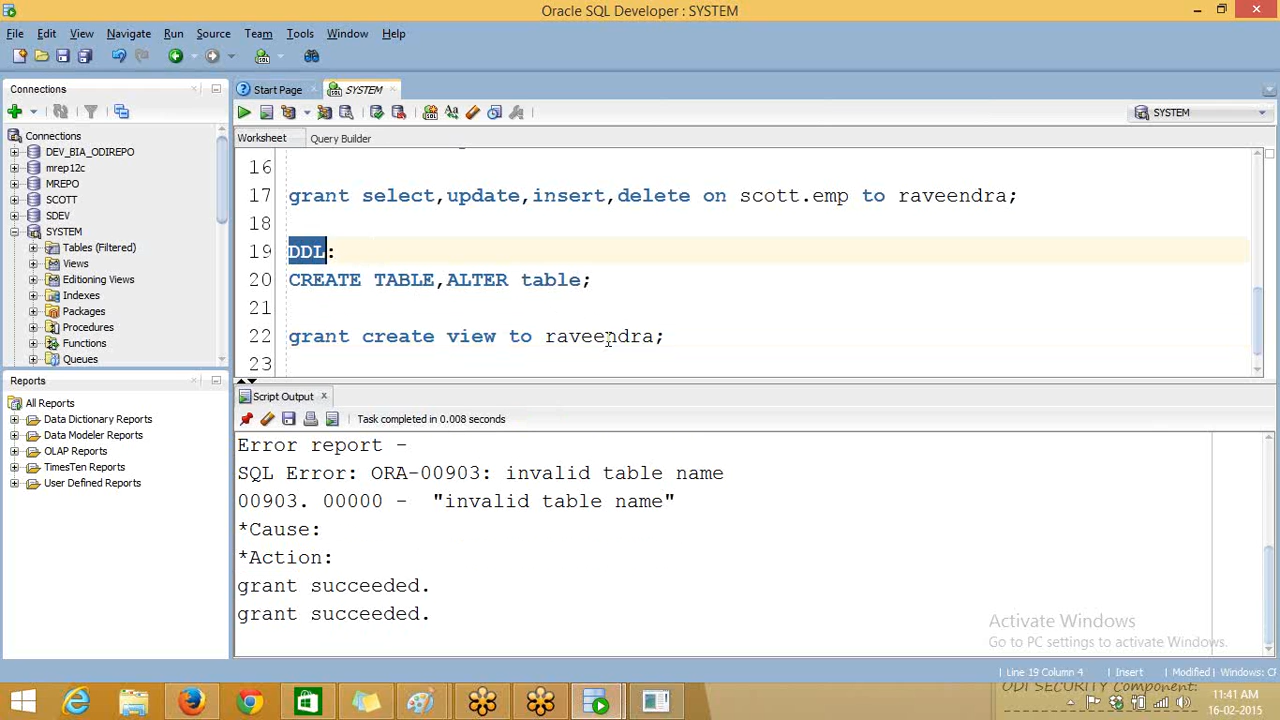 Oracle SQL Developer : SYSTEM
File Edit View Navigate Run Source Team Tools Window Help
Connections
Start Page
SYSTEM
SYSTEM
Worksheet Query Builder
Connections
DEV_BIA_ODIREPO
mrep12c
MREPO
SCOTT
SDEV
SYSTEM
Tables (Filtered)
Views
Editioning Views
Indexes
Packages
Procedures
Functions
Queues
16
17 grant select,update,insert,delete on scott.emp to raveendra;
18
19 DDL:
20 CREATE TABLE,ALTER table;
21
22 grant create view to raveendra;
23
Reports
All Reports
Data Dictionary Reports
Data Modeler Reports
OLAP Reports
TimesTen Reports
User Defined Reports
Script Output
Task completed in 0.008 seconds
Error report -
SQL Error: ORA-00903: invalid table name
00903. 00000 - "invalid table name"
*Cause:
*Action:
grant succeeded.
grant succeeded.
Activate Windows
Go to PC settings to activate Windows.
Line 19 Column 4 Insert Modified Windows: CF
ODI SECURITY Component:
11:41 AM
16-02-2015